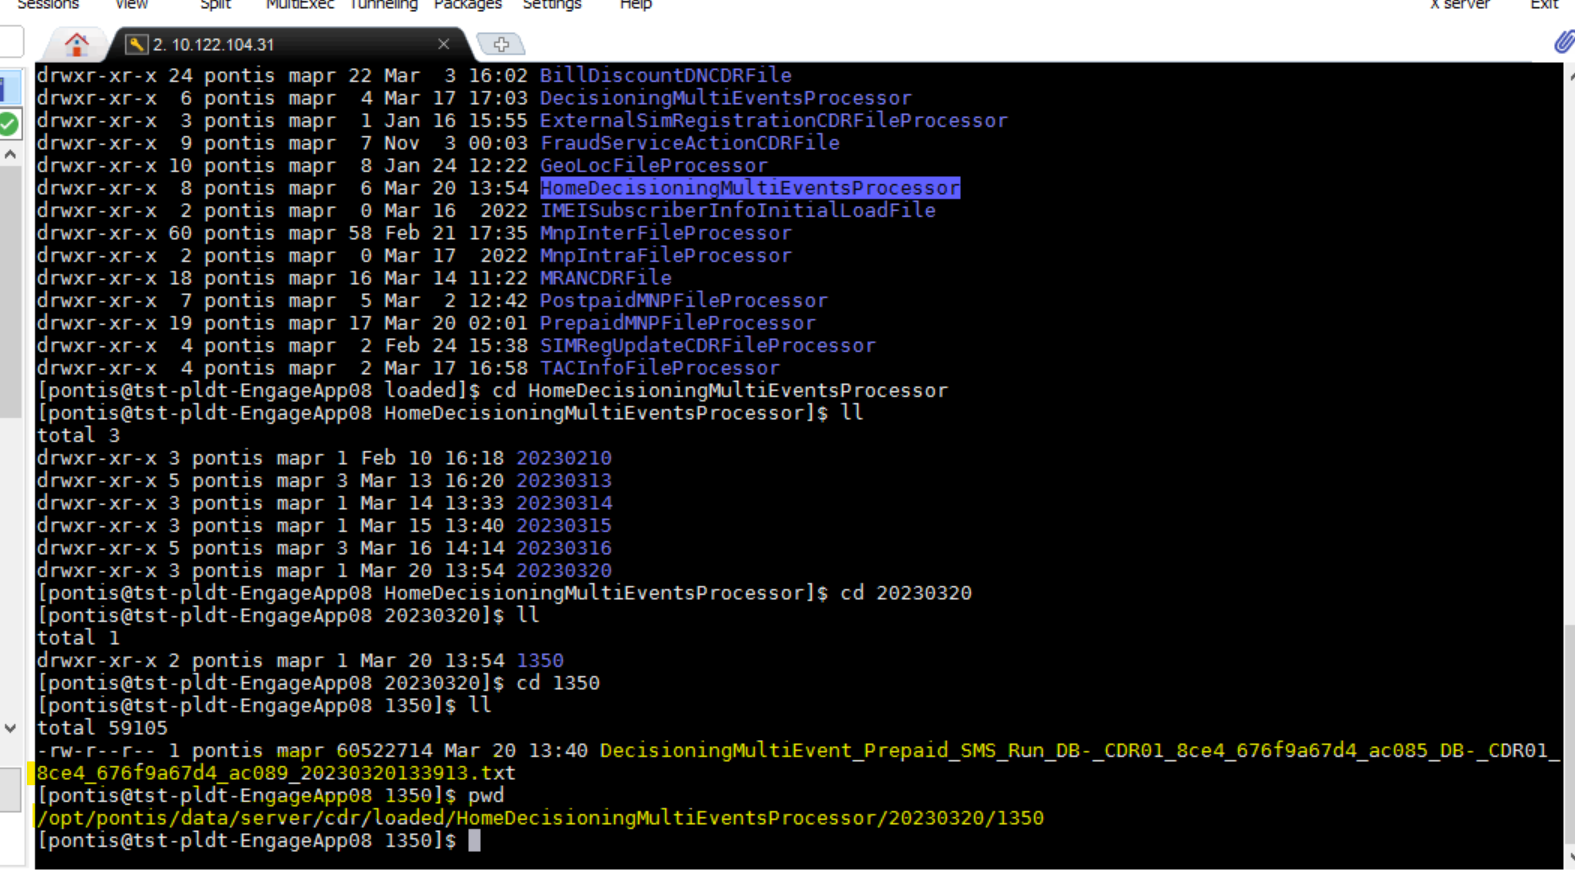 Sessions View Split MultiExec Tunneling Packages Settings Help X server Exit
2. 10.122.104.31
drwxr-xr-x 24 pontis mapr 22 Mar  3 16:02 BillDiscountDNCDRFile
drwxr-xr-x  6 pontis mapr  4 Mar 17 17:03 DecisioningMultiEventsProcessor
drwxr-xr-x  3 pontis mapr  1 Jan 16 15:55 ExternalSimRegistrationCDRFileProcessor
drwxr-xr-x  9 pontis mapr  7 Nov  3 00:03 FraudServiceActionCDRFile
drwxr-xr-x 10 pontis mapr  8 Jan 24 12:22 GeoLocFileProcessor
drwxr-xr-x  8 pontis mapr  6 Mar 20 13:54 HomeDecisioningMultiEventsProcessor
drwxr-xr-x  2 pontis mapr  0 Mar 16  2022 IMEISubscriberInfoInitialLoadFile
drwxr-xr-x 60 pontis mapr 58 Feb 21 17:35 MnpInterFileProcessor
drwxr-xr-x  2 pontis mapr  0 Mar 17  2022 MnpIntraFileProcessor
drwxr-xr-x 18 pontis mapr 16 Mar 14 11:22 MRANCDRFile
drwxr-xr-x  7 pontis mapr  5 Mar  2 12:42 PostpaidMNPFileProcessor
drwxr-xr-x 19 pontis mapr 17 Mar 20 02:01 PrepaidMNPFileProcessor
drwxr-xr-x  4 pontis mapr  2 Feb 24 15:38 SIMRegUpdateCDRFileProcessor
drwxr-xr-x  4 pontis mapr  2 Mar 17 16:58 TACInfoFileProcessor
[pontis@tst-pldt-EngageApp08 loaded]$ cd HomeDecisioningMultiEventsProcessor
[pontis@tst-pldt-EngageApp08 HomeDecisioningMultiEventsProcessor]$ ll
total 3
drwxr-xr-x 3 pontis mapr 1 Feb 10 16:18 20230210
drwxr-xr-x 5 pontis mapr 3 Mar 13 16:20 20230313
drwxr-xr-x 3 pontis mapr 1 Mar 14 13:33 20230314
drwxr-xr-x 3 pontis mapr 1 Mar 15 13:40 20230315
drwxr-xr-x 5 pontis mapr 3 Mar 16 14:14 20230316
drwxr-xr-x 3 pontis mapr 1 Mar 20 13:54 20230320
[pontis@tst-pldt-EngageApp08 HomeDecisioningMultiEventsProcessor]$ cd 20230320
[pontis@tst-pldt-EngageApp08 20230320]$ ll
total 1
drwxr-xr-x 2 pontis mapr 1 Mar 20 13:54 1350
[pontis@tst-pldt-EngageApp08 20230320]$ cd 1350
[pontis@tst-pldt-EngageApp08 1350]$ ll
total 59105
-rw-r--r-- 1 pontis mapr 60522714 Mar 20 13:40 DecisioningMultiEvent_Prepaid_SMS_Run_DB-_CDR01_8ce4_676f9a67d4_ac085_DB-_CDR01_
8ce4_676f9a67d4_ac089_20230320133913.txt
[pontis@tst-pldt-EngageApp08 1350]$ pwd
/opt/pontis/data/server/cdr/loaded/HomeDecisioningMultiEventsProcessor/20230320/1350
[pontis@tst-pldt-EngageApp08 1350]$